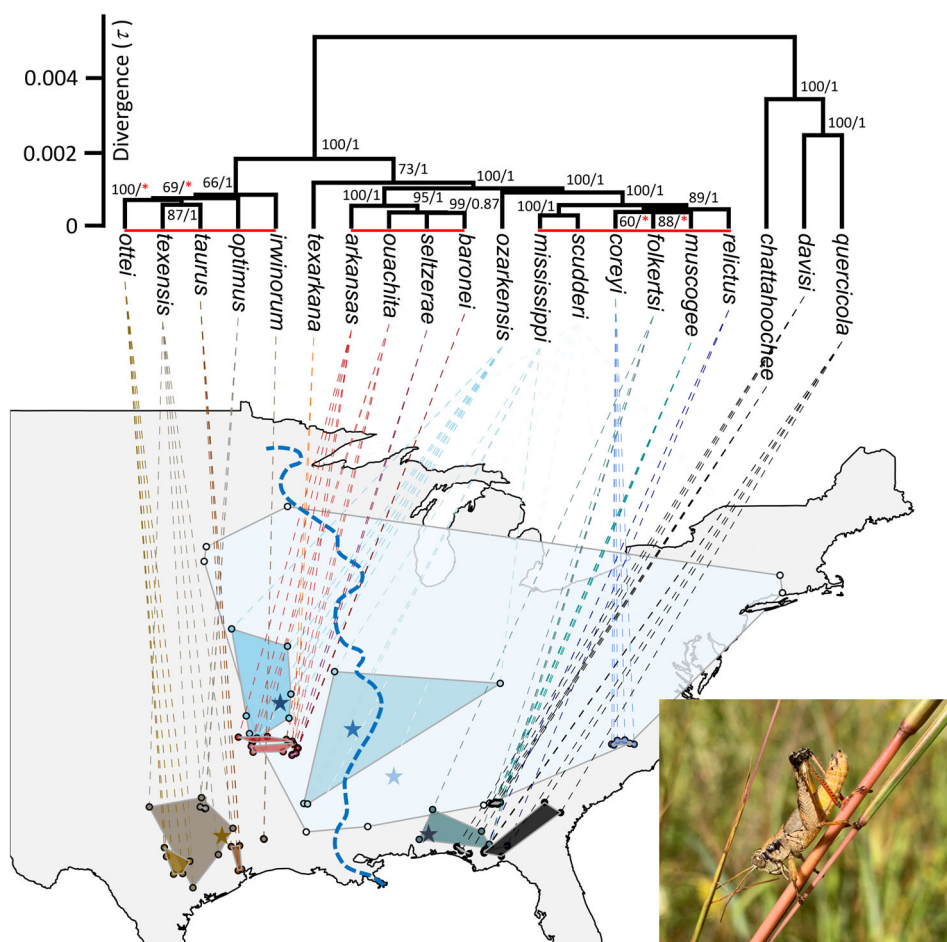 Divergence (τ)
0.004
0.002
0
100/1
100/1
100/1
73/1
100/*
69/*
66/1
87/1
100/1
95/1
99/0.87
100/1
100/1
100/1
60/*
88/*
89/1
100/1
ottei
texensis
taurus
optimus
irwinorum
texarkana
arkansas
ouachita
seltzerae
baronei
ozarkensis
mississippi
scudderi
coreyi
folkertsi
muscogee
relictus
chattahoochee
davisi
quercicola